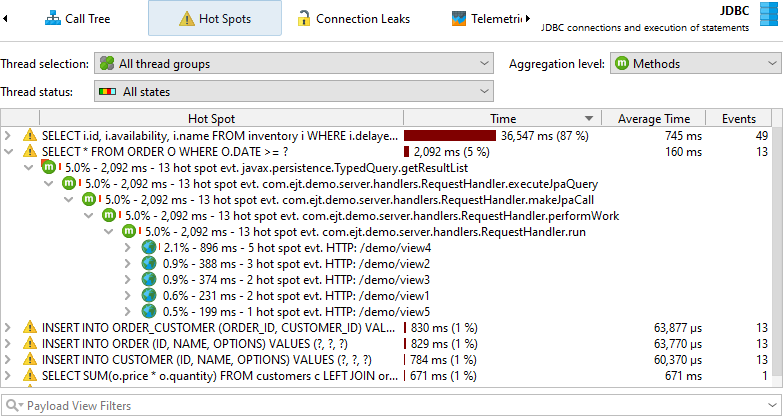 Call Tree
Hot Spots
Connection Leaks
Telemetri
JDBC
JDBC connections and execution of statements
Thread selection: All thread groups
Aggregation level: Methods
Thread status: All states
Hot Spot Time Average Time Events
SELECT i.id, i.availability, i.name FROM inventory i WHERE i.delaye... 36,547 ms (87 %) 745 ms 49
SELECT * FROM ORDER O WHERE O.DATE >= ? 2,092 ms (5 %) 160 ms 13
5.0% - 2,092 ms - 13 hot spot evt. javax.persistence.TypedQuery.getResultList
5.0% - 2,092 ms - 13 hot spot evt. com.ejt.demo.server.handlers.RequestHandler.executeJpaQuery
5.0% - 2,092 ms - 13 hot spot evt. com.ejt.demo.server.handlers.RequestHandler.makeJpaCall
5.0% - 2,092 ms - 13 hot spot evt. com.ejt.demo.server.handlers.RequestHandler.performWork
5.0% - 2,092 ms - 13 hot spot evt. com.ejt.demo.server.handlers.RequestHandler.run
2.1% - 896 ms - 5 hot spot evt. HTTP: /demo/view4
0.9% - 388 ms - 3 hot spot evt. HTTP: /demo/view2
0.9% - 374 ms - 2 hot spot evt. HTTP: /demo/view3
0.6% - 231 ms - 2 hot spot evt. HTTP: /demo/view1
0.5% - 199 ms - 1 hot spot evt. HTTP: /demo/view5
INSERT INTO ORDER_CUSTOMER (ORDER_ID, CUSTOMER_ID) VAL... 830 ms (1 %) 63,877 µs 13
INSERT INTO ORDER (ID, NAME, OPTIONS) VALUES (?, ?, ?) 829 ms (1 %) 63,770 µs 13
INSERT INTO CUSTOMER (ID, NAME, OPTIONS) VALUES (?, ?, ?) 784 ms (1 %) 60,370 µs 13
SELECT SUM(o.price * o.quantity) FROM customers c LEFT JOIN or... 671 ms (1 %) 671 ms 1
Payload View Filters